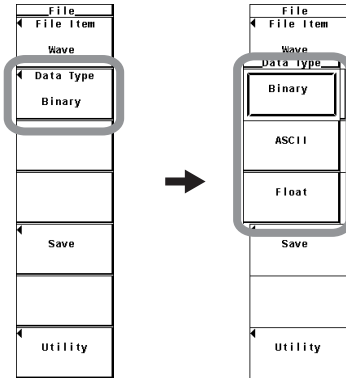 File
File Item
Wave
Data Type
Binary
Save
Utility
File
File Item
Wave
Data Type
Binary
ASCII
Float
Save
Utility